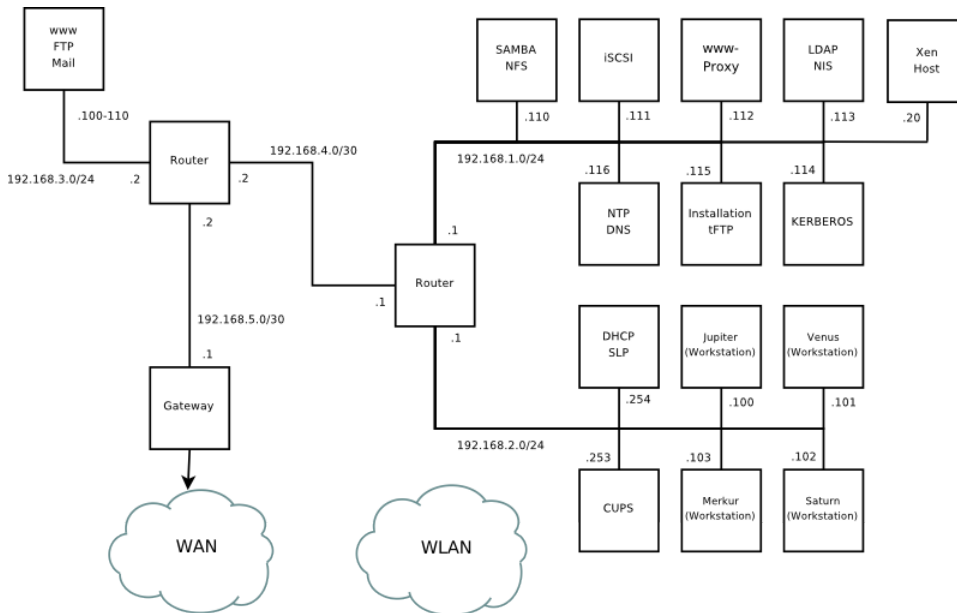 www
FTP
Mail
SAMBA
NFS
iSCSI
www-
Proxy
LDAP
NIS
Xen
Host
.100-110
.110
.111
.112
.113
.20
192.168.4.0/30
192.168.1.0/24
Router
192.168.3.0/24
.2
.2
.2
.116
.115
.114
NTP
DNS
Installation
tFTP
KERBEROS
.1
Router
.1
.1
192.168.5.0/30
.1
Gateway
DHCP
SLP
Jupiter
(Workstation)
Venus
(Workstation)
.254
.100
.101
192.168.2.0/24
.253
.103
.102
CUPS
Merkur
(Workstation)
Saturn
(Workstation)
WAN
WLAN